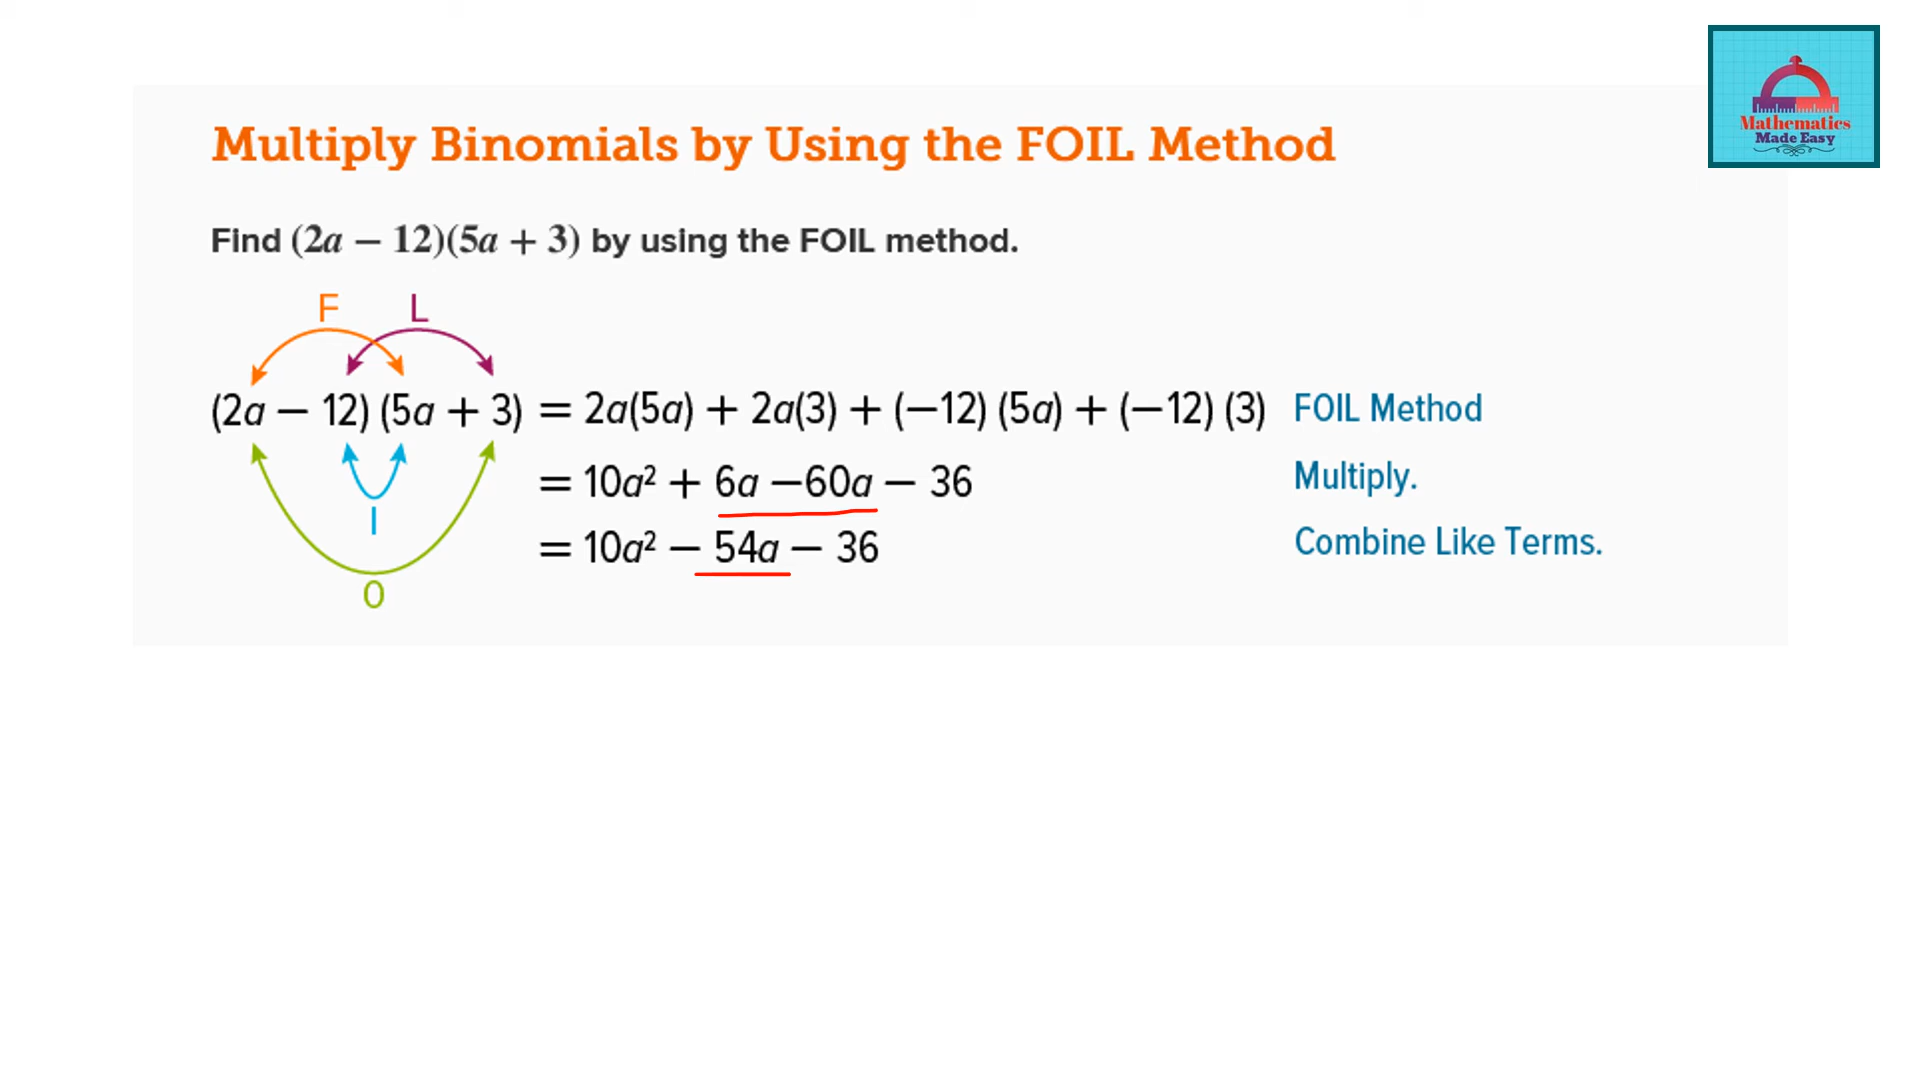 Mathematics
Made Easy
Multiply Binomials by Using the FOIL Method
Find (2a − 12)(5a + 3) by using the FOIL method.
F L
(2a − 12) (5a + 3) = 2a(5a) + 2a(3) + (−12) (5a) + (−12) (3) FOIL Method
= 10a² + 6a −60a − 36 Multiply.
I
= 10a² − 54a − 36 Combine Like Terms.
O